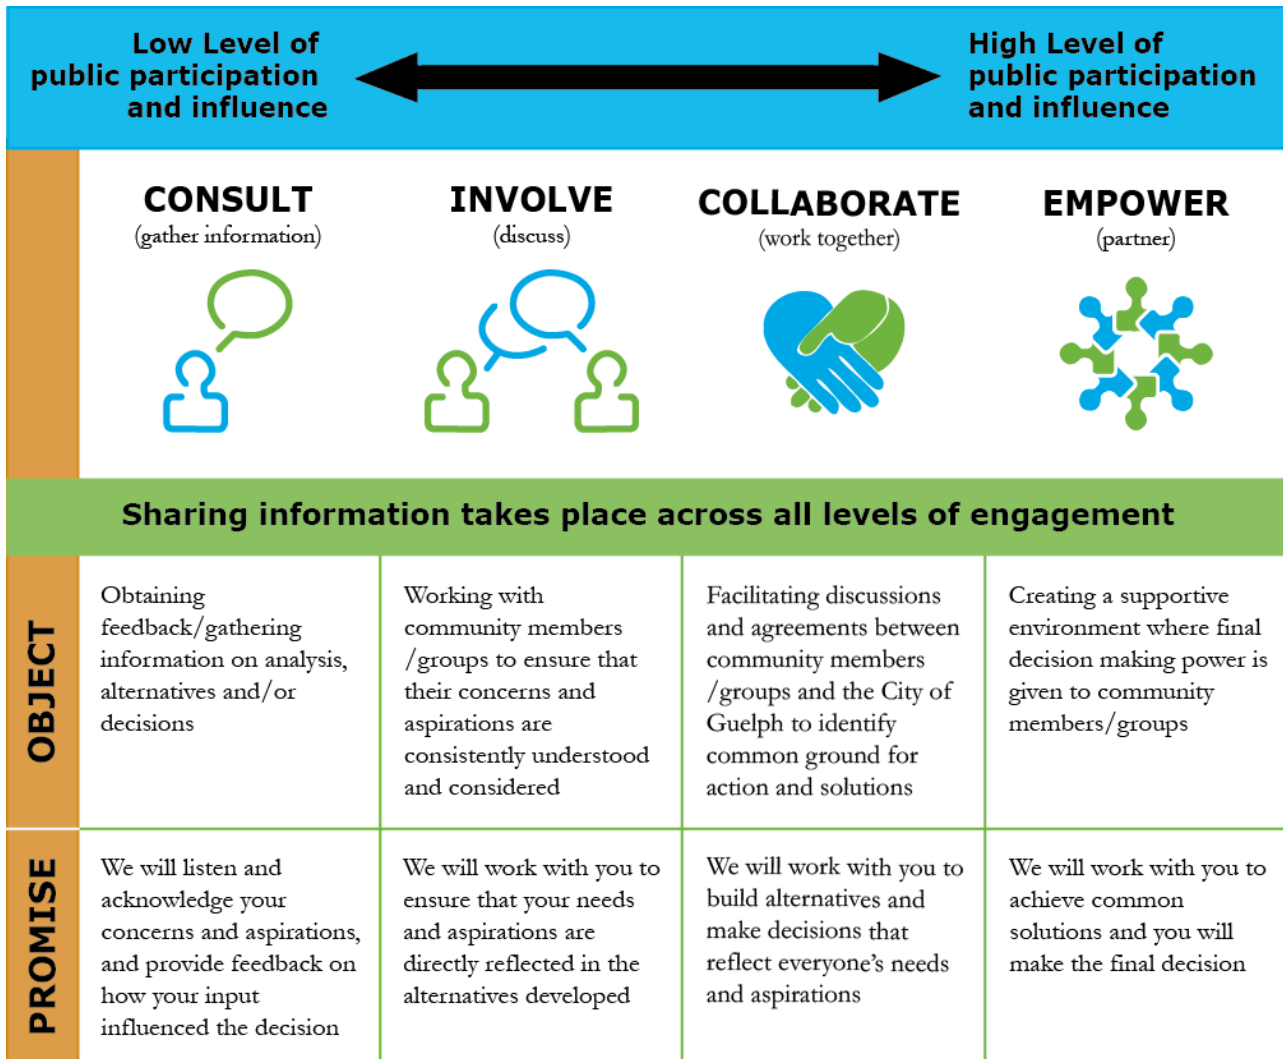 Low Level of
public participation
and influence
High Level of
public participation
and influence
CONSULT
(gather information)
INVOLVE
(discuss)
COLLABORATE
(work together)
EMPOWER
(partner)
Sharing information takes place across all levels of engagement
OBJECT
Obtaining
feedback/gathering
information on analysis,
alternatives and/or
decisions
Working with
community members
/groups to ensure that
their concerns and
aspirations are
consistently understood
and considered
Facilitating discussions
and agreements between
community members
/groups and the City of
Guelph to identify
common ground for
action and solutions
Creating a supportive
environment where final
decision making power is
given to community
members/groups
PROMISE
We will listen and
acknowledge your
concerns and aspirations,
and provide feedback on
how your input
influenced the decision
We will work with you to
ensure that your needs
and aspirations are
directly reflected in the
alternatives developed
We will work with you to
build alternatives and
make decisions that
reflect everyone's needs
and aspirations
We will work with you to
achieve common
solutions and you will
make the final decision